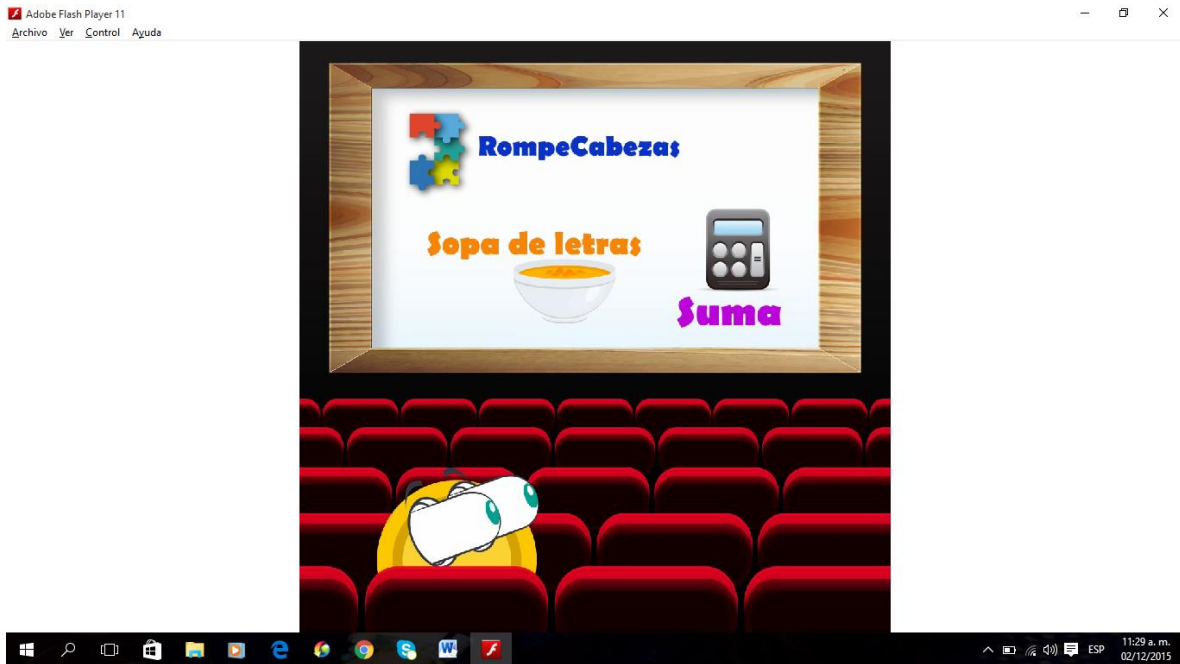 Adobe Flash Player 11
Archivo Ver Control Ayuda
RompeCabezas
Sopa de letras
Suma
ESP
11:29 a. m.
02/12/2015